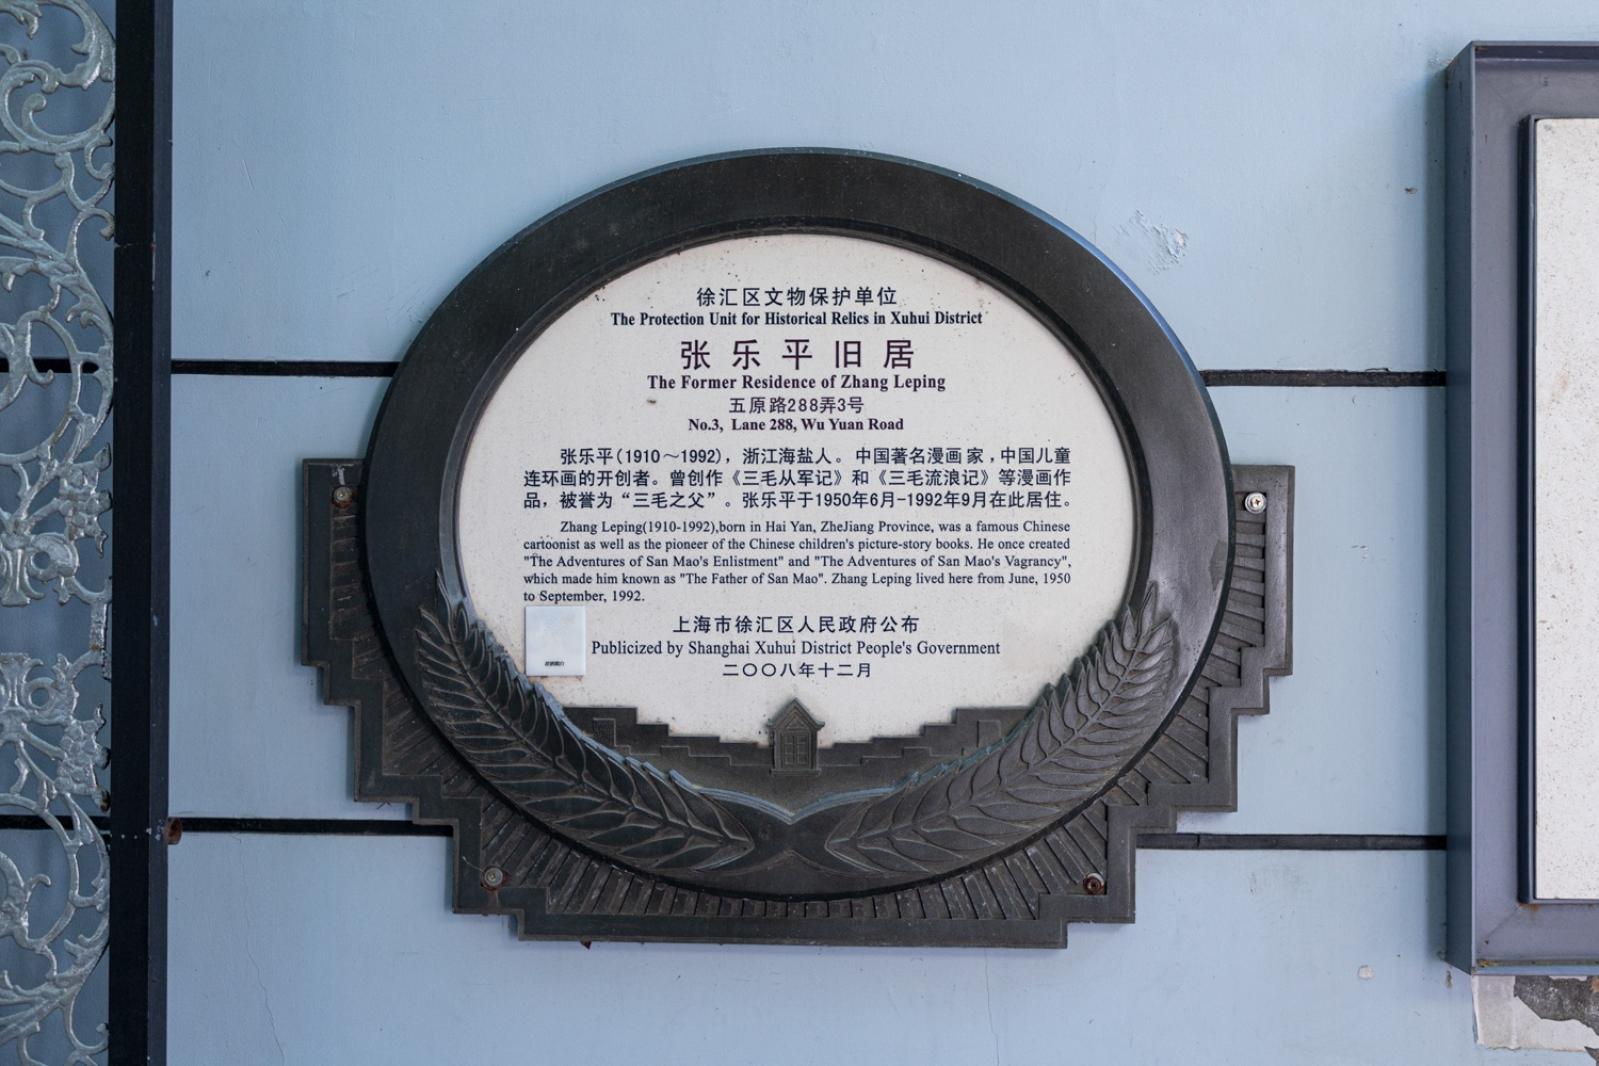 徐汇区文物保护单位
The Protection Unit for Historical Relics in Xuhui District
张乐平旧居
The Former Residence of Zhang Leping
五原路288弄3号
No.3, Lane 288, Wu Yuan Road
张乐平(1910～1992)，浙江海盐人。中国著名漫画家，中国儿童
连环画的开创者。曾创作《三毛从军记》和《三毛流浪记》等漫画作
品，被誉为“三毛之父”。张乐平于1950年6月-1992年9月在此居住。
Zhang Leping(1910-1992),born in Hai Yan, ZheJiang Province, was a famous Chinese
cartoonist as well as the pioneer of the Chinese children's picture-story books. He once created
"The Adventures of San Mao's Enlistment" and "The Adventures of San Mao's Vagrancy",
which made him known as "The Father of San Mao". Zhang Leping lived here from June, 1950
to September, 1992.
上海市徐汇区人民政府公布
Publicized by Shanghai Xuhui District People's Government
二〇〇八年十二月